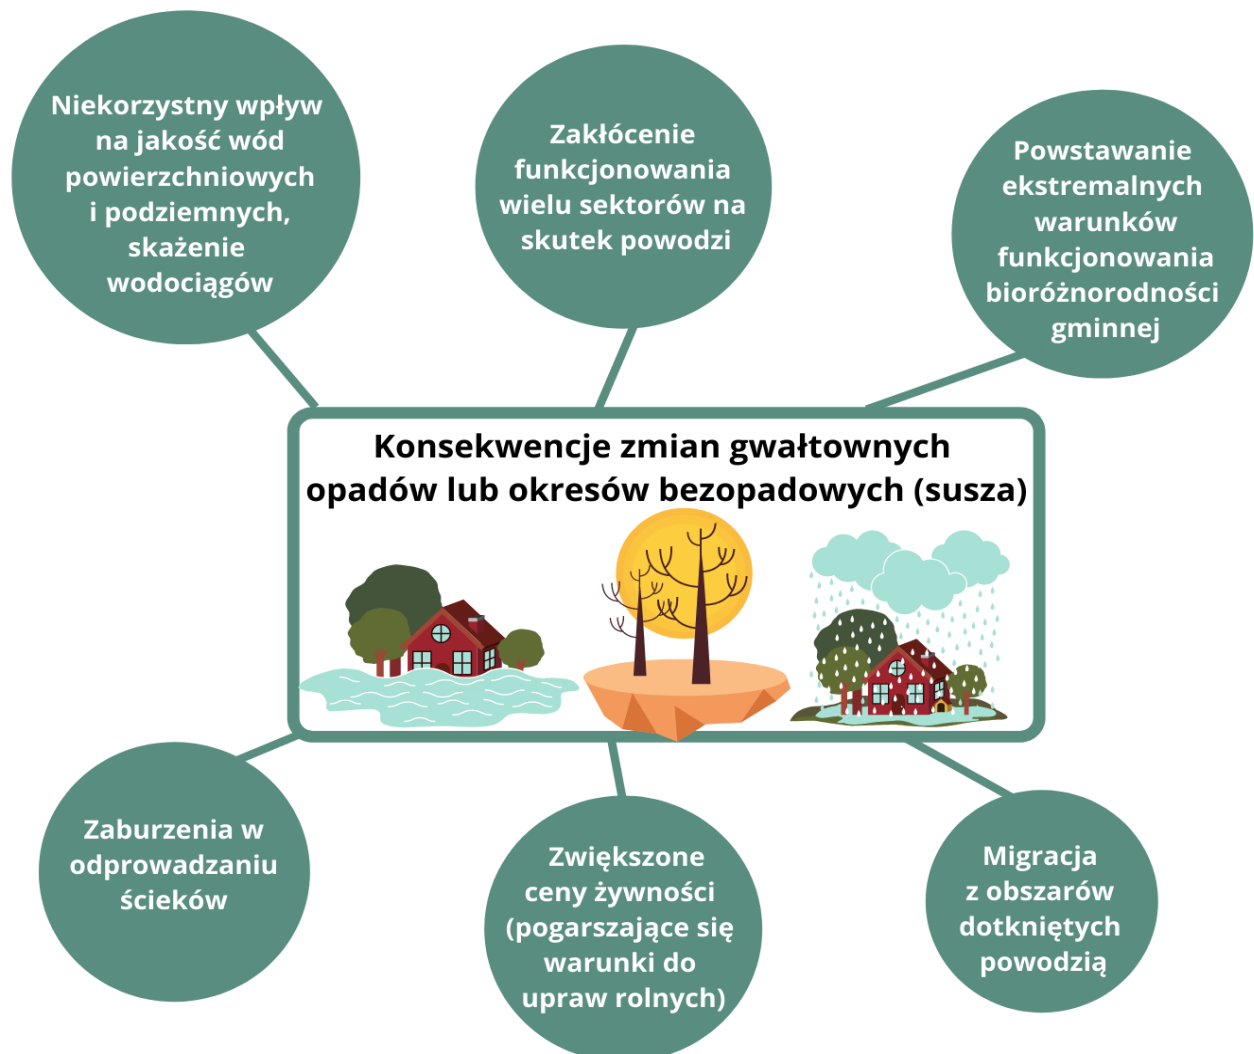 Niekorzystny wpływ
na jakość wód
powierzchniowych
i podziemnych,
skażenie
wodociągów
Zakłócenie
funkcjonowania
wielu sektorów na
skutek powodzi
Powstawanie
ekstremalnych
warunków
funkcjonowania
bioróżnorodności
gminnej
Konsekwencje zmian gwałtownych
opadów lub okresów bezopadowych (susza)
Zaburzenia w
odprowadzaniu
ścieków
Zwiększone
ceny żywności
(pogarszające się
warunki do
upraw rolnych)
Migracja
z obszarów
dotkniętych
powodzią